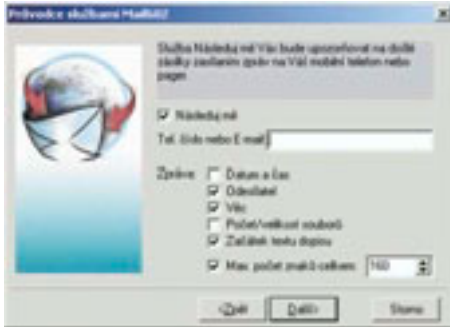 Průvodce službami Mail602
Služba Následuj mě Vás bude upozorňovat na došlé
zásilky zasíláním zpráv na Váš mobilní telefon nebo
pager.
Následuj mě
Tel. číslo nebo E-mail:
Zpráva:
Datum a čas
Odesílatel
Věc
Počet/velikost souborů
Začátek textu dopisu
Max. počet znaků celkem: 160
<Zpět Další> Storno